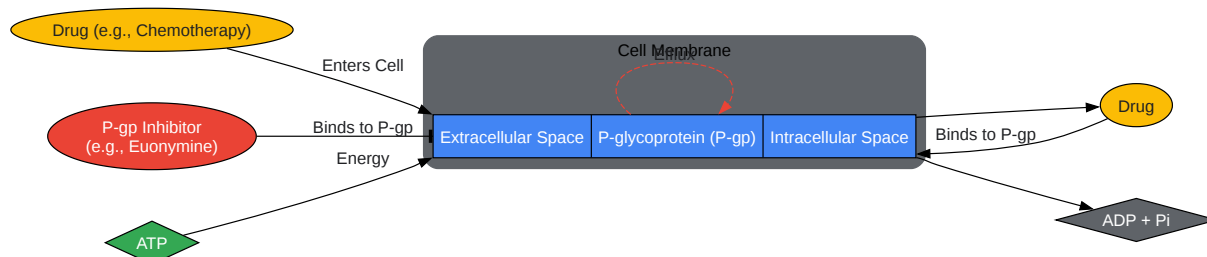 Drug (e.g., Chemotherapy)
Cell Membrane
Efflux
Enters Cell
P-gp Inhibitor
(e.g., Euonymine)
Binds to P-gp
Extracellular Space
P-glycoprotein (P-gp)
Intracellular Space
Drug
Binds to P-gp
Energy
ATP
ADP + Pi